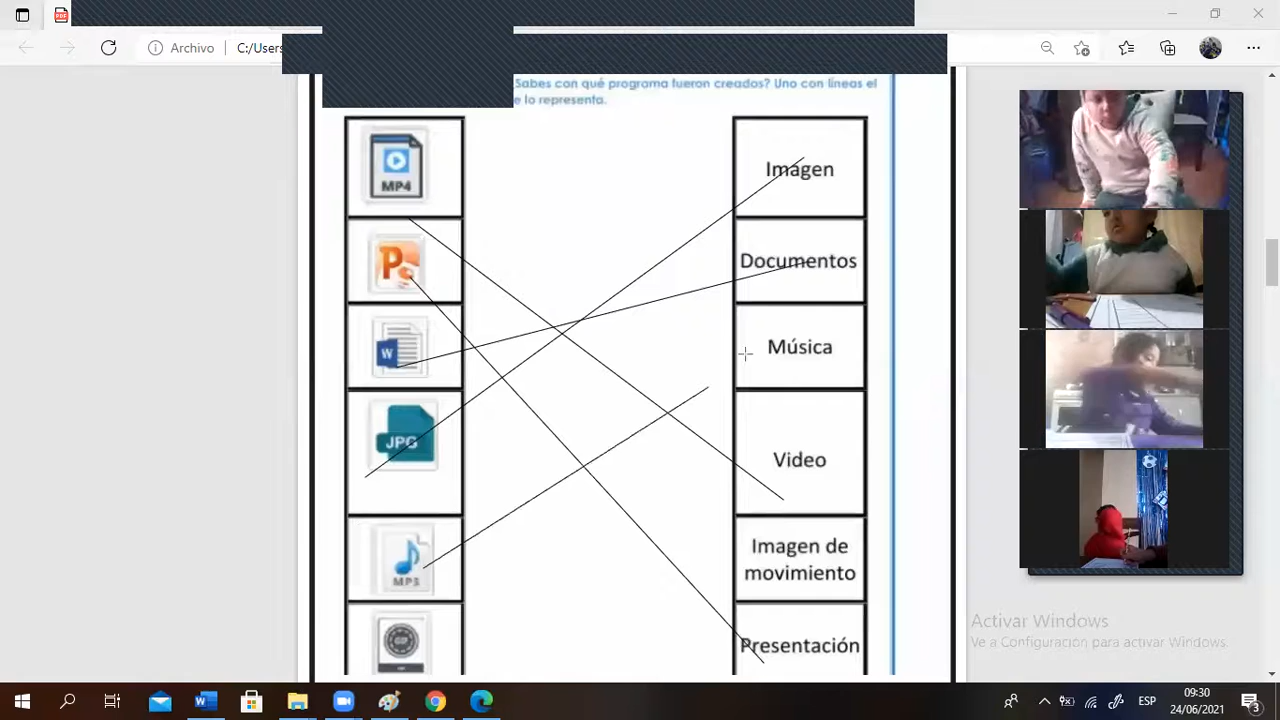 Archivo
C:/Users
¿Sabes con qué programa fueron creados? Uno con líneas el
e lo representa.
MP4
Imagen
P
Documentos
W
Música
JPG
Video
MP3
Imagen de
movimiento
Presentación
Activar Windows
Ve a Configuración para activar Windows.
ESP
09:30
24/06/2021
3